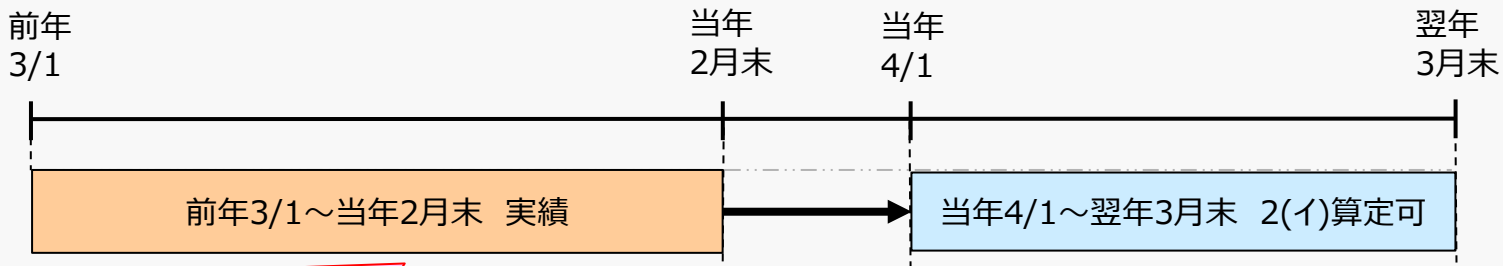 前年
3/1
当年
2月末
当年
4/1
翌年
3月末
前年3/1～当年2月末 実績
当年4/1～翌年3月末 2(イ)算定可